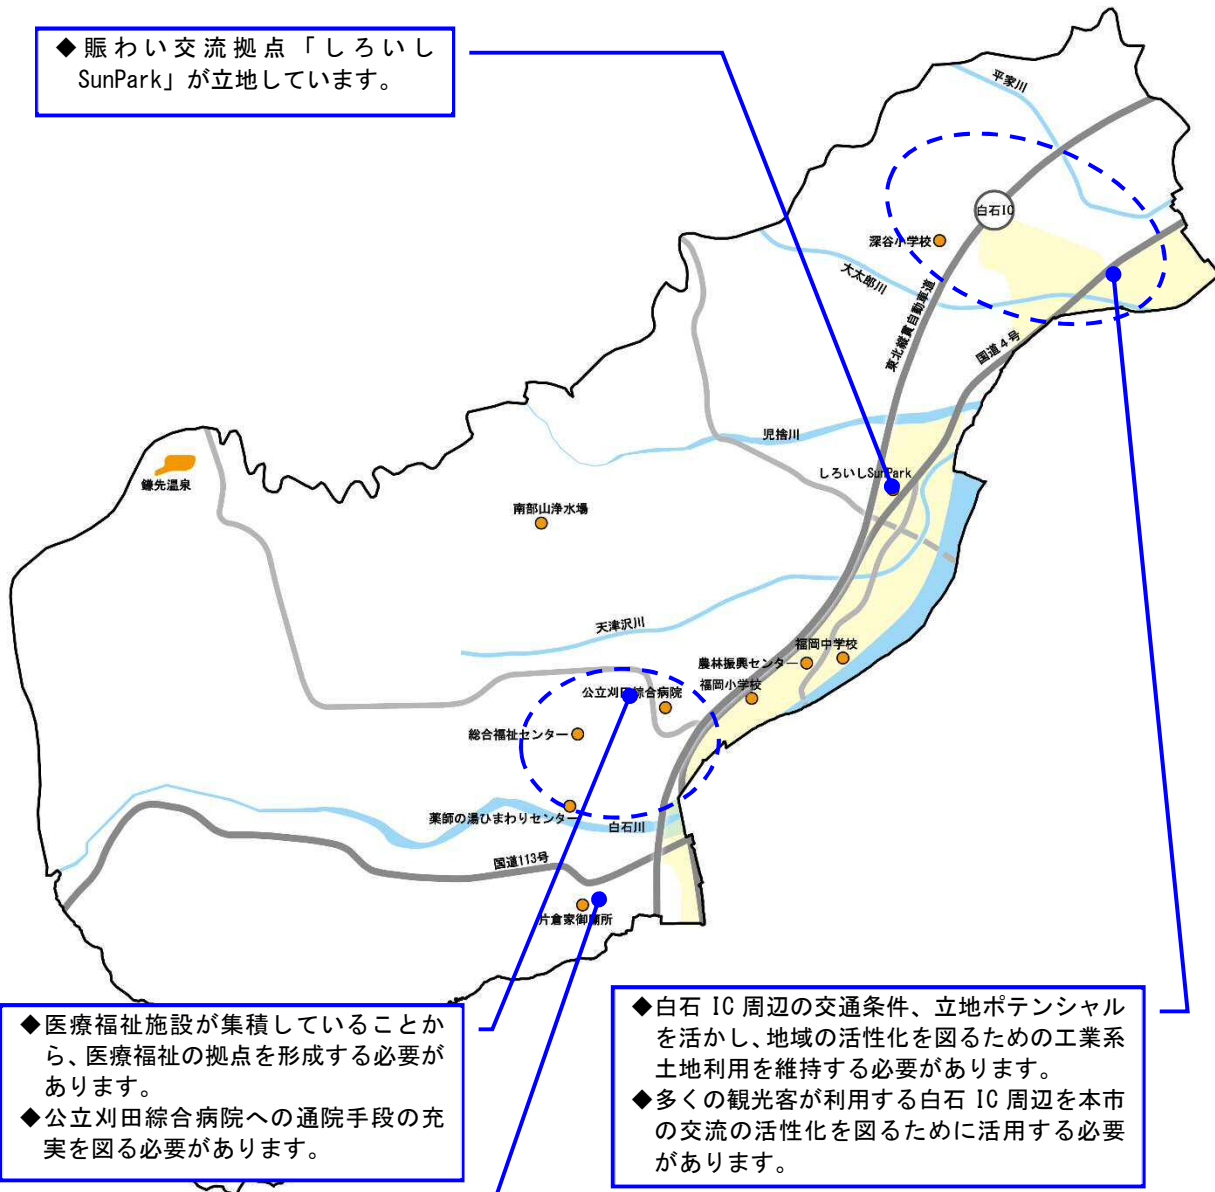 ◆賑わい交流拠点「しろいし
SunPark」が立地しています。
平家川
白石IC
深谷小学校
大太郎川
東北縦貫自動車道
国道4号
児捨川
しろいしSunPark
鎌先温泉
南部山浄水場
天津沢川
福岡中学校
農林振興センター
福岡小学校
公立刈田綜合病院
総合福祉センター
薬師の湯ひまわりセンター
白石川
国道113号
片倉家御廟所
◆医療福祉施設が集積していることか
ら、医療福祉の拠点を形成する必要が
あります。
◆公立刈田綜合病院への通院手段の充
実を図る必要があります。
◆白石 IC 周辺の交通条件、立地ポテンシャル
を活かし、地域の活性化を図るための工業系
土地利用を維持する必要があります。
◆多くの観光客が利用する白石 IC 周辺を本市
の交流の活性化を図るために活用する必要
があります。